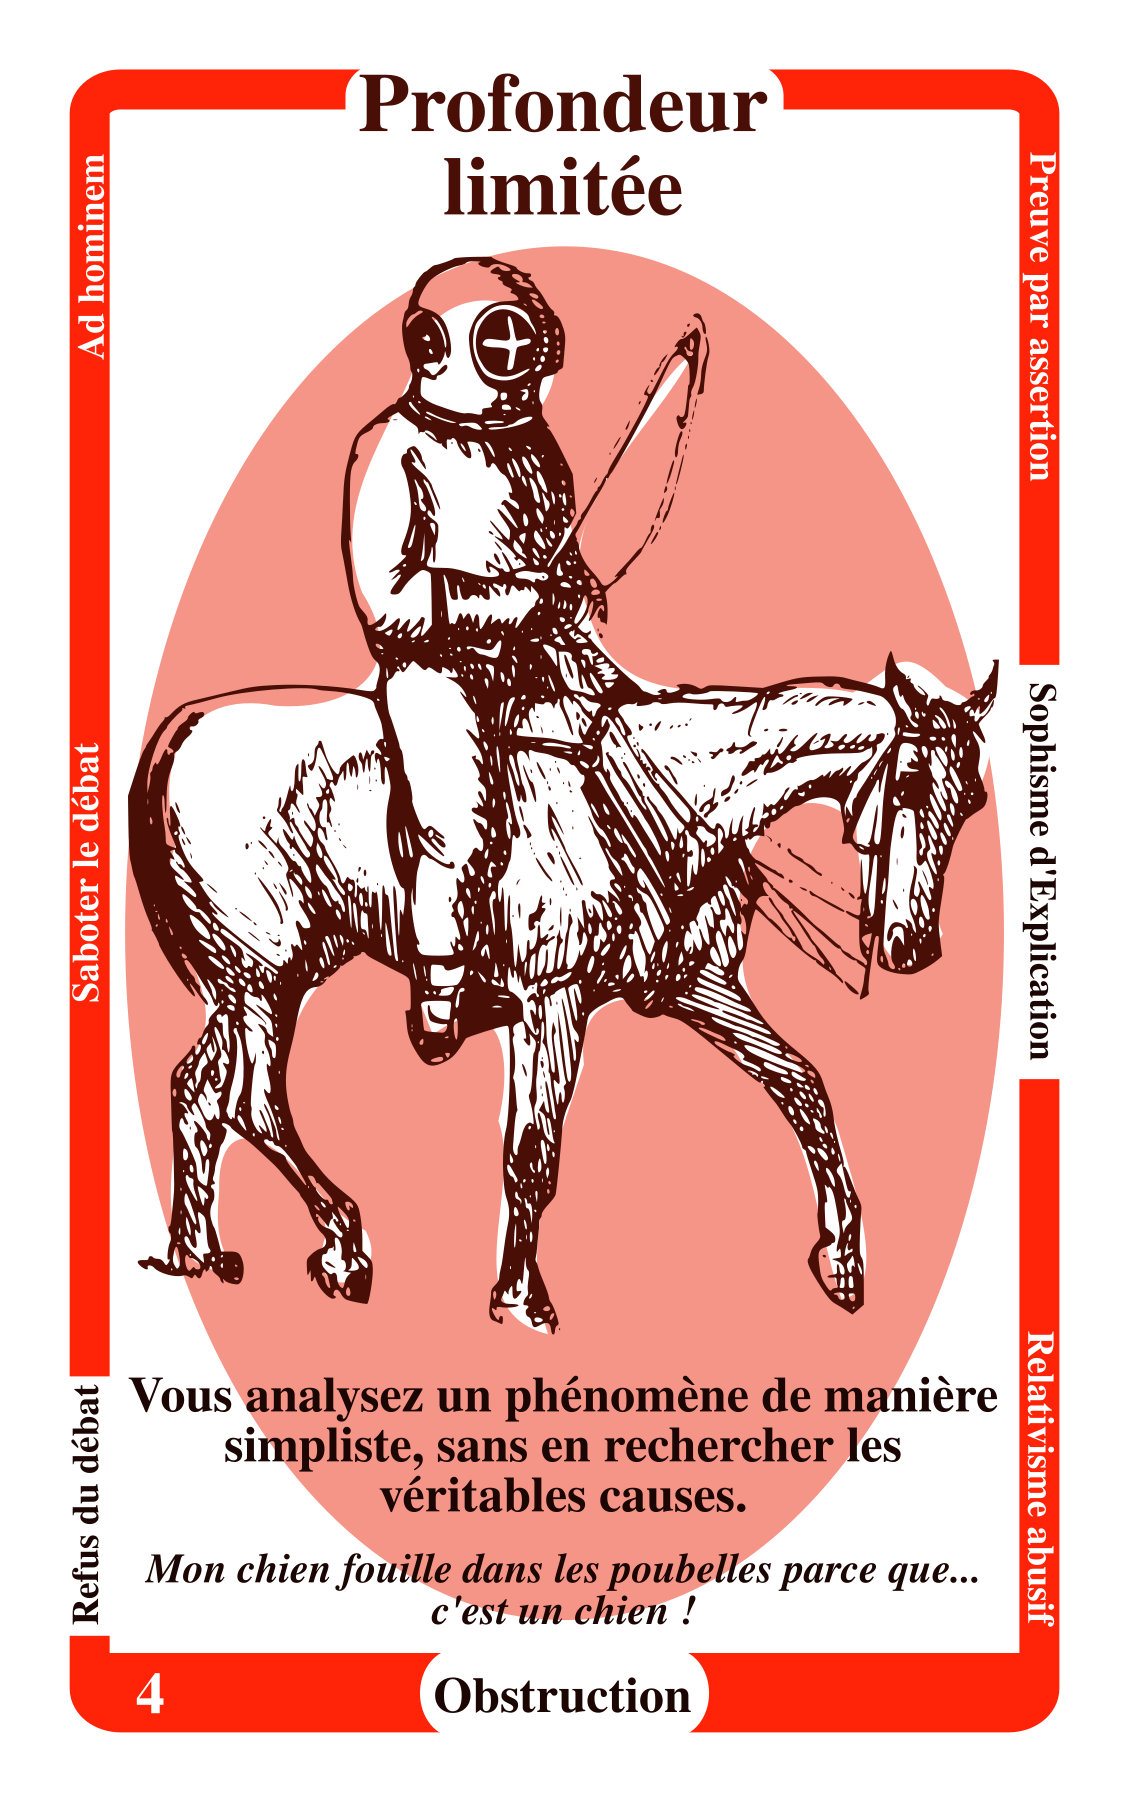 Profondeur
limitée
Ad hominem
Saboter le débat
Refus du débat
Preuve par assertion
Sophisme d'Explication
Relativisme abusif
Vous analysez un phénomène de manière
simpliste, sans en rechercher les
véritables causes.
Mon chien fouille dans les poubelles parce que...
c'est un chien !
4
Obstruction